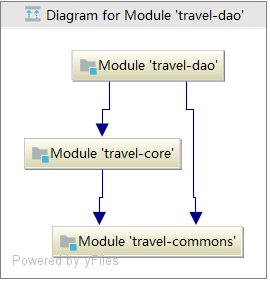 Diagram for Module 'travel-dao'
Module 'travel-dao'
Module 'travel-core'
Module 'travel-commons'
Powered by yFiles